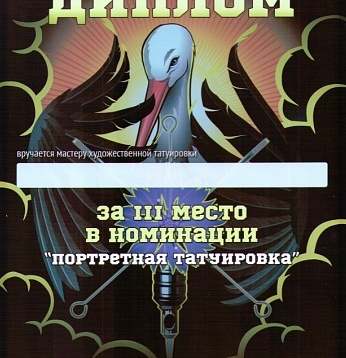 ДИПЛОМ
вручается мастеру художественной татуировки
за III место
в номинации
"портретная татуировка"